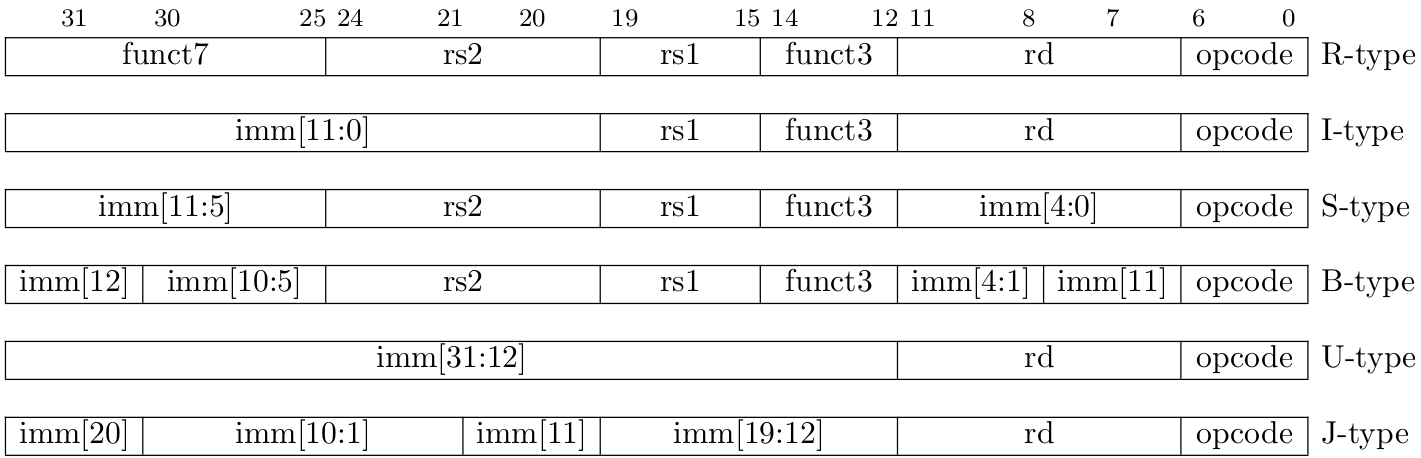 31 30 25 24 21 20 19 15 14 12 11 8 7 6 0
funct7 rs2 rs1 funct3 rd opcode R-type
imm[11:0] rs1 funct3 rd opcode I-type
imm[11:5] rs2 rs1 funct3 imm[4:0] opcode S-type
imm[12] imm[10:5] rs2 rs1 funct3 imm[4:1] imm[11] opcode B-type
imm[31:12] rd opcode U-type
imm[20] imm[10:1] imm[11] imm[19:12] rd opcode J-type